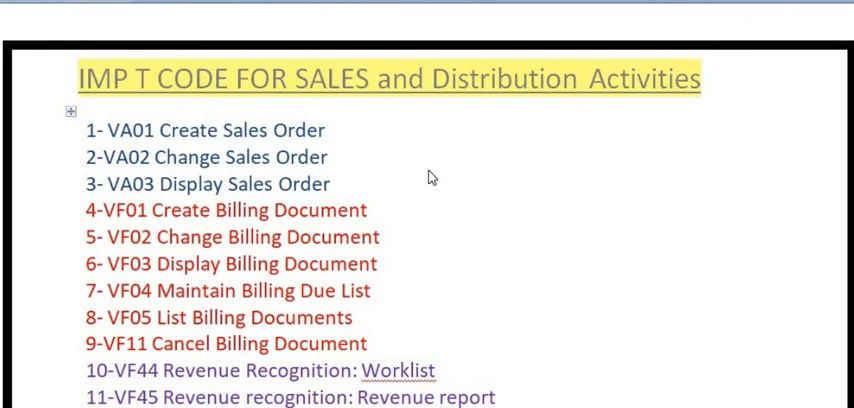 IMP T CODE FOR SALES and Distribution Activities
1- VA01 Create Sales Order
2-VA02 Change Sales Order
3- VA03 Display Sales Order
4-VF01 Create Billing Document
5- VF02 Change Billing Document
6- VF03 Display Billing Document
7- VF04 Maintain Billing Due List
8- VF05 List Billing Documents
9-VF11 Cancel Billing Document
10-VF44 Revenue Recognition: Worklist
11-VF45 Revenue recognition: Revenue report